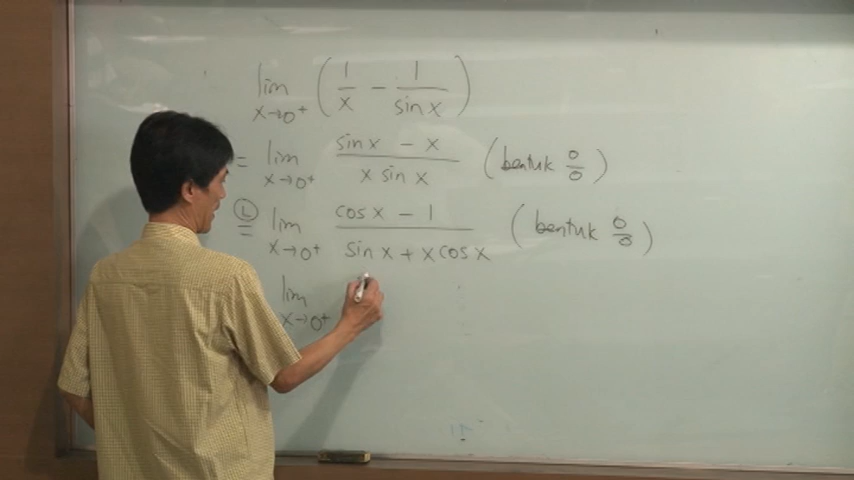 lim x→0⁺ (1/x − 1/sin x)
= lim x→0⁺ (sin x − x)/(x sin x) (bentuk 0/0)
Ⓛ= lim x→0⁺ (cos x − 1)/(sin x + x cos x) (bentuk 0/0)
lim x→0⁺